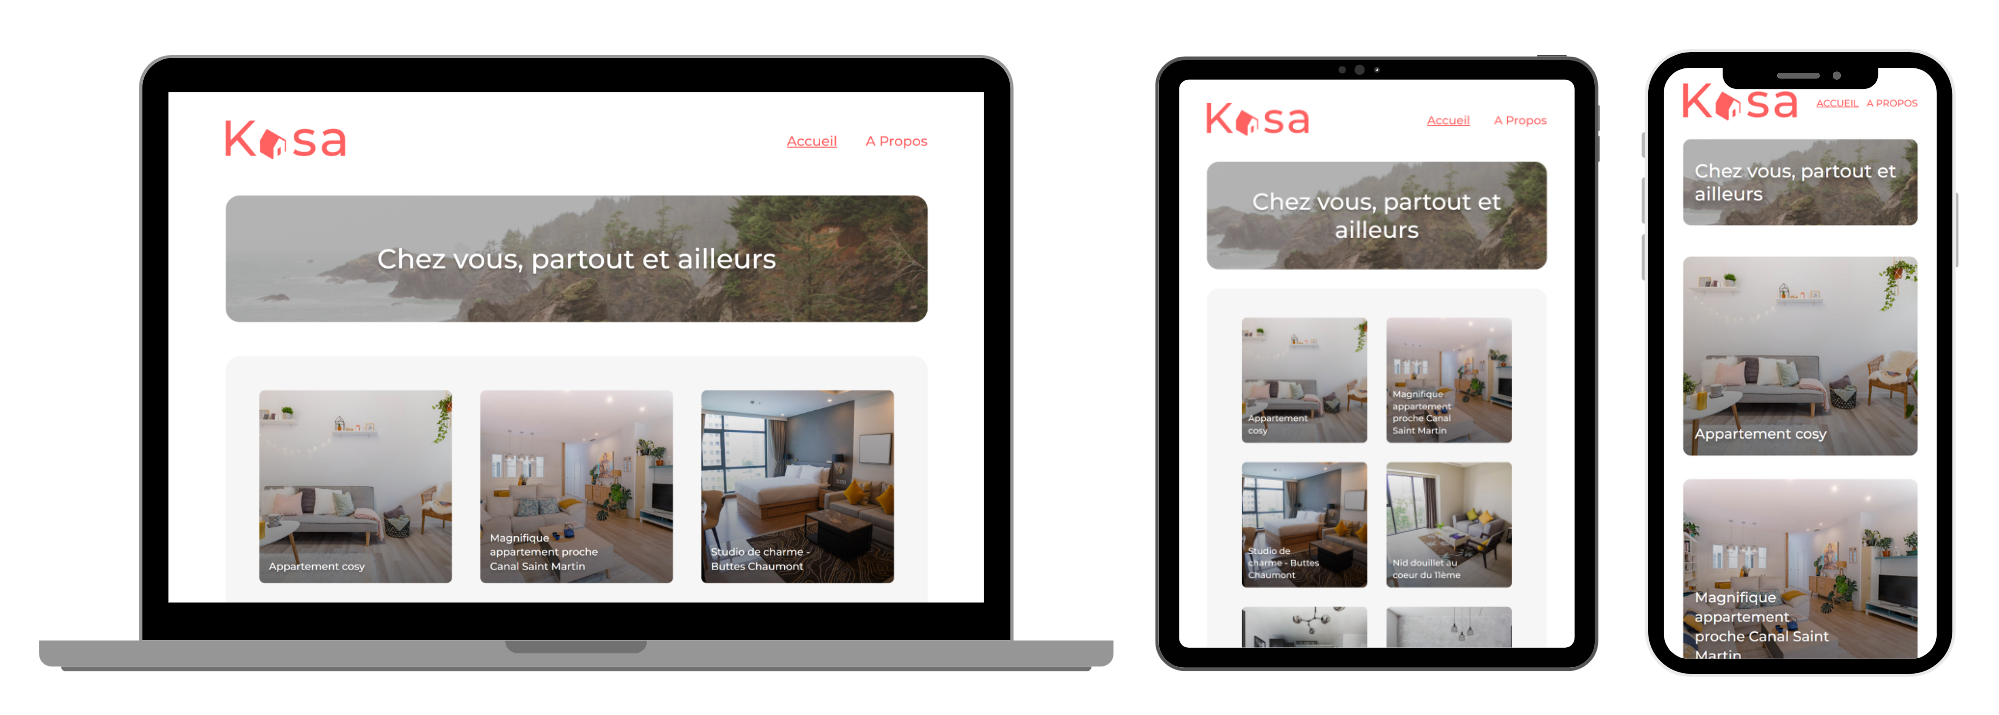 Kasa
Accueil A Propos
Chez vous, partout et ailleurs
Appartement cosy
Magnifique
appartement proche
Canal Saint Martin
Studio de charme -
Buttes Chaumont
Kasa
Accueil A Propos
Chez vous, partout et
ailleurs
Appartement
cosy
Magnifique
appartement
proche Canal
Saint Martin
Studio de
charme - Buttes
Chaumont
Nid douillet au
coeur du 11ème
Kasa
ACCUEIL A PROPOS
Chez vous, partout et
ailleurs
Appartement cosy
Magnifique
appartement
proche Canal Saint
Martin